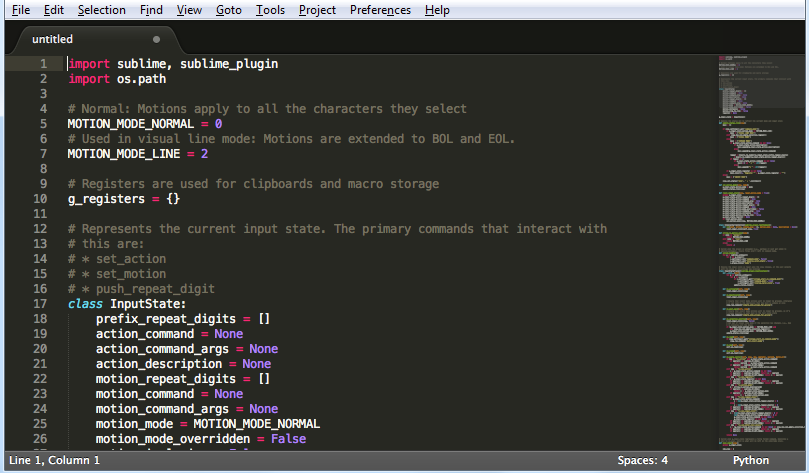 File Edit Selection Find View Goto Tools Project Preferences Help
untitled
1 import sublime, sublime_plugin
2 import os.path
3
4 # Normal: Motions apply to all the characters they select
5 MOTION_MODE_NORMAL = 0
6 # Used in visual line mode: Motions are extended to BOL and EOL.
7 MOTION_MODE_LINE = 2
8
9 # Registers are used for clipboards and macro storage
10 g_registers = {}
11
12 # Represents the current input state. The primary commands that interact with
13 # this are:
14 # * set_action
15 # * set_motion
16 # * push_repeat_digit
17 class InputState:
18     prefix_repeat_digits = []
19     action_command = None
20     action_command_args = None
21     action_description = None
22     motion_repeat_digits = []
23     motion_command = None
24     motion_command_args = None
25     motion_mode = MOTION_MODE_NORMAL
26     motion_mode_overridden = False
Line 1, Column 1 Spaces: 4 Python